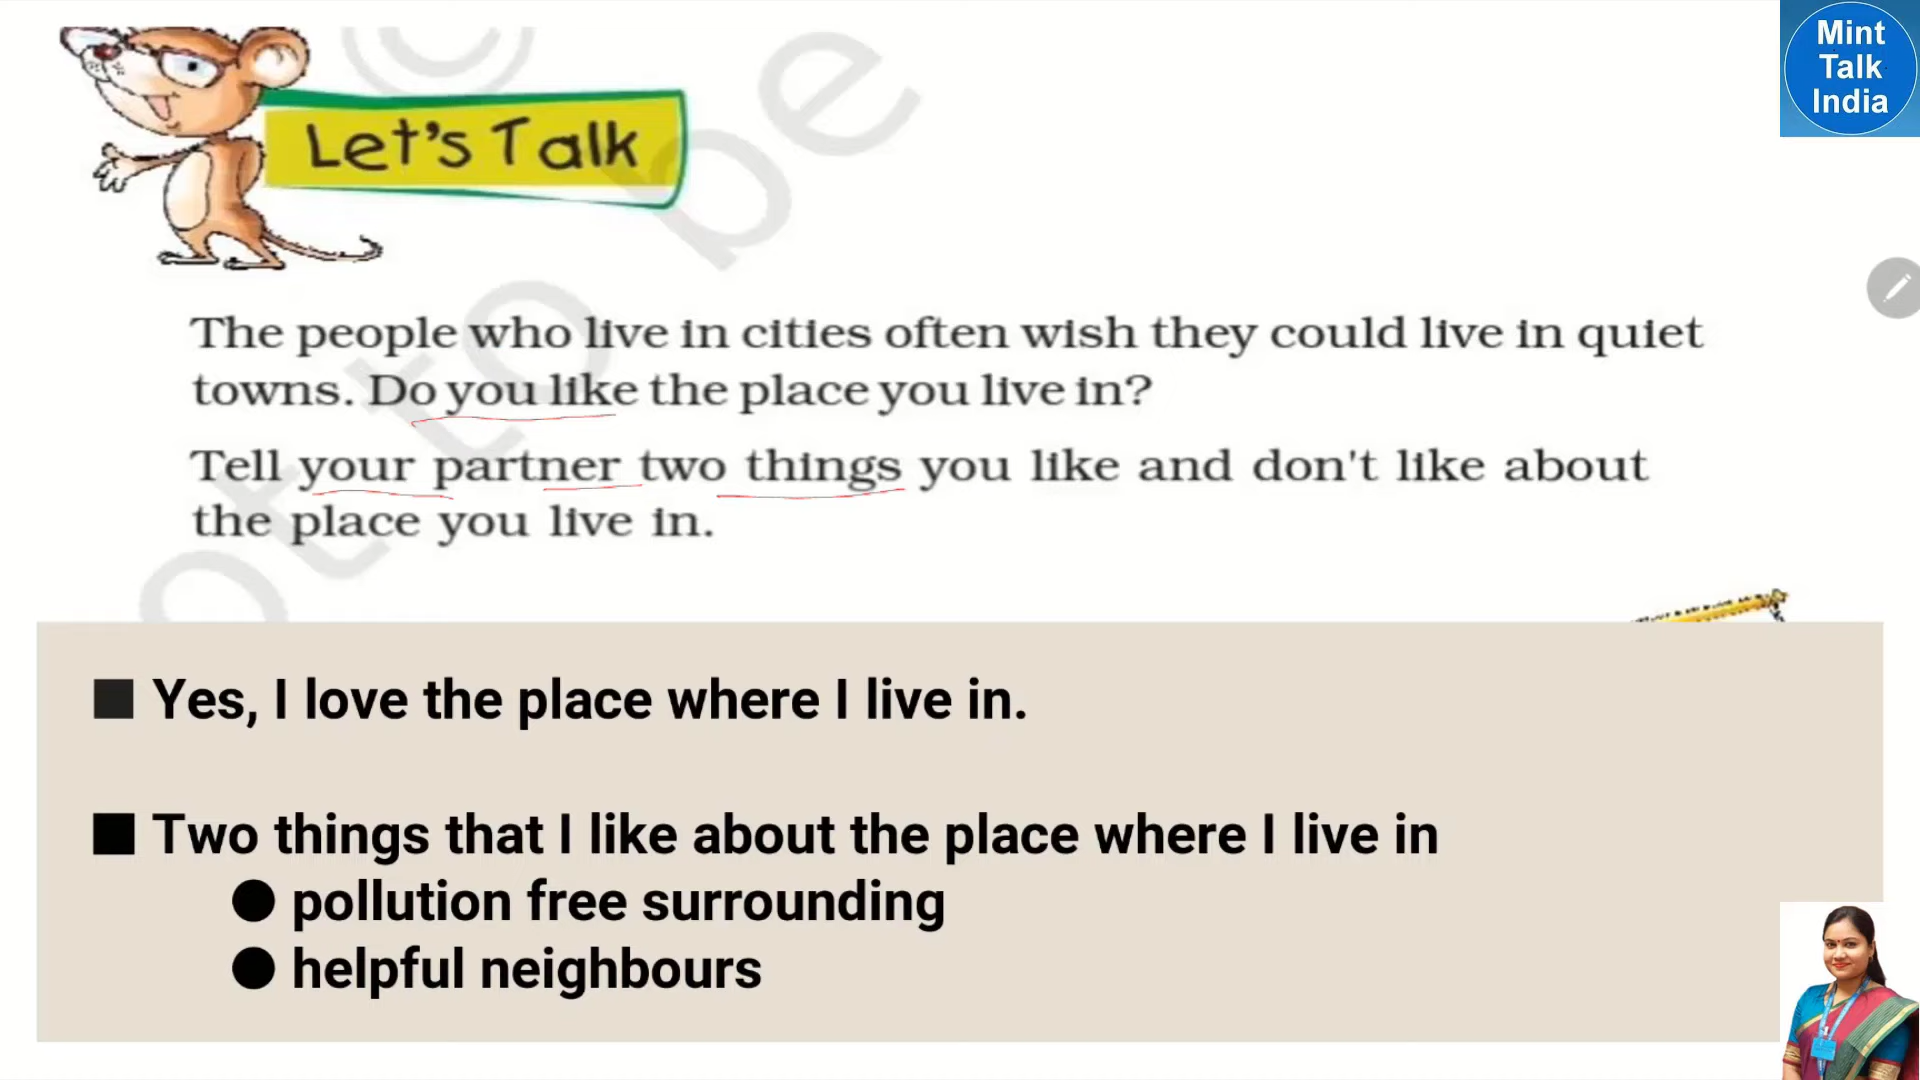 Let's Talk
Mint
Talk
India
The people who live in cities often wish they could live in quiet
towns. Do you like the place you live in?
Tell your partner two things you like and don't like about
the place you live in.
Yes, I love the place where I live in.
Two things that I like about the place where I live in
pollution free surrounding
helpful neighbours
©
ot to be